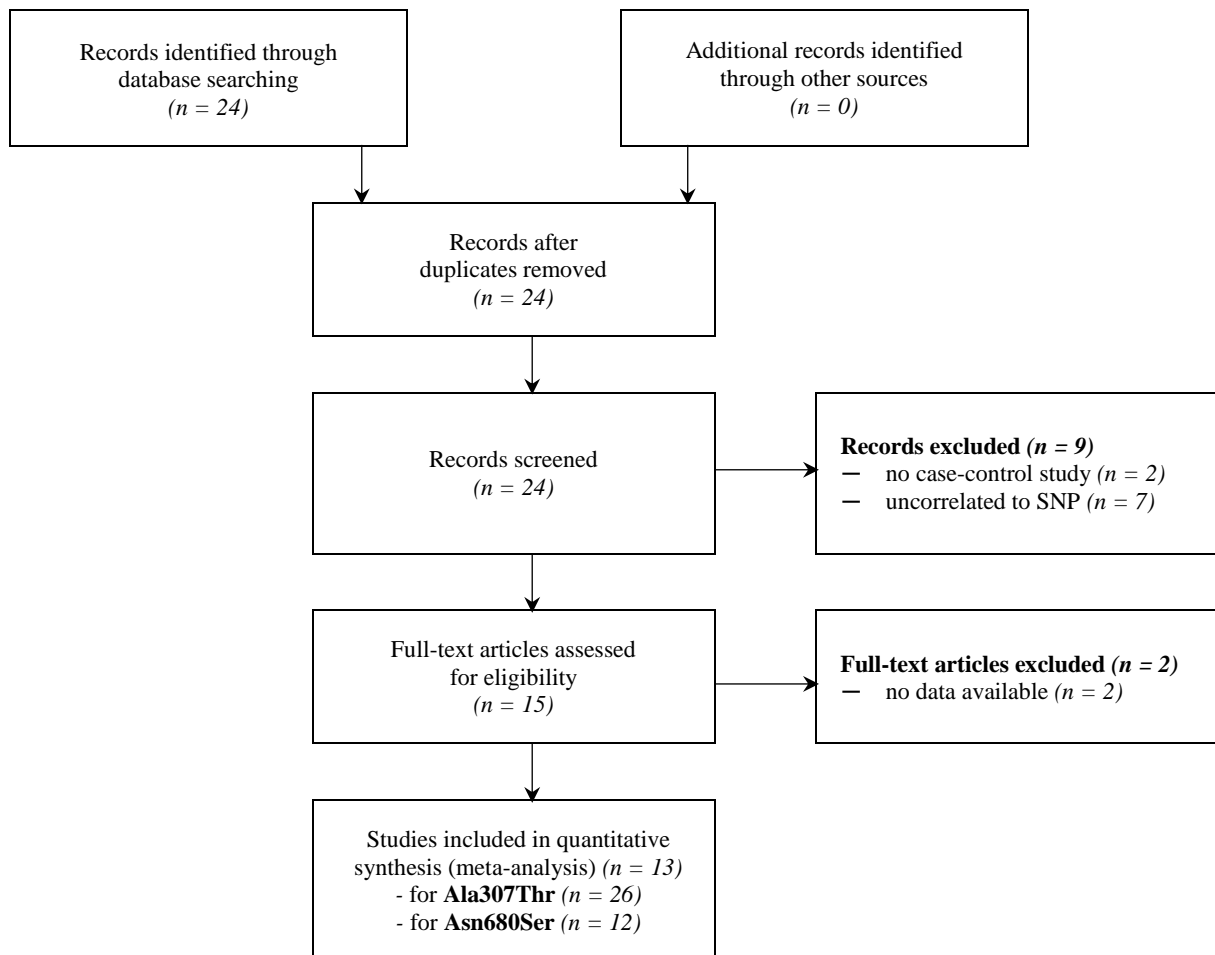 Records identified through
database searching
(n = 24)
Additional records identified
through other sources
(n = 0)
Records after
duplicates removed
(n = 24)
Records screened
(n = 24)
Records excluded (n = 9)
— no case-control study (n = 2)
— uncorrelated to SNP (n = 7)
Full-text articles assessed
for eligibility
(n = 15)
Full-text articles excluded (n = 2)
— no data available (n = 2)
Studies included in quantitative
synthesis (meta-analysis) (n = 13)
- for Ala307Thr (n = 26)
- for Asn680Ser (n = 12)